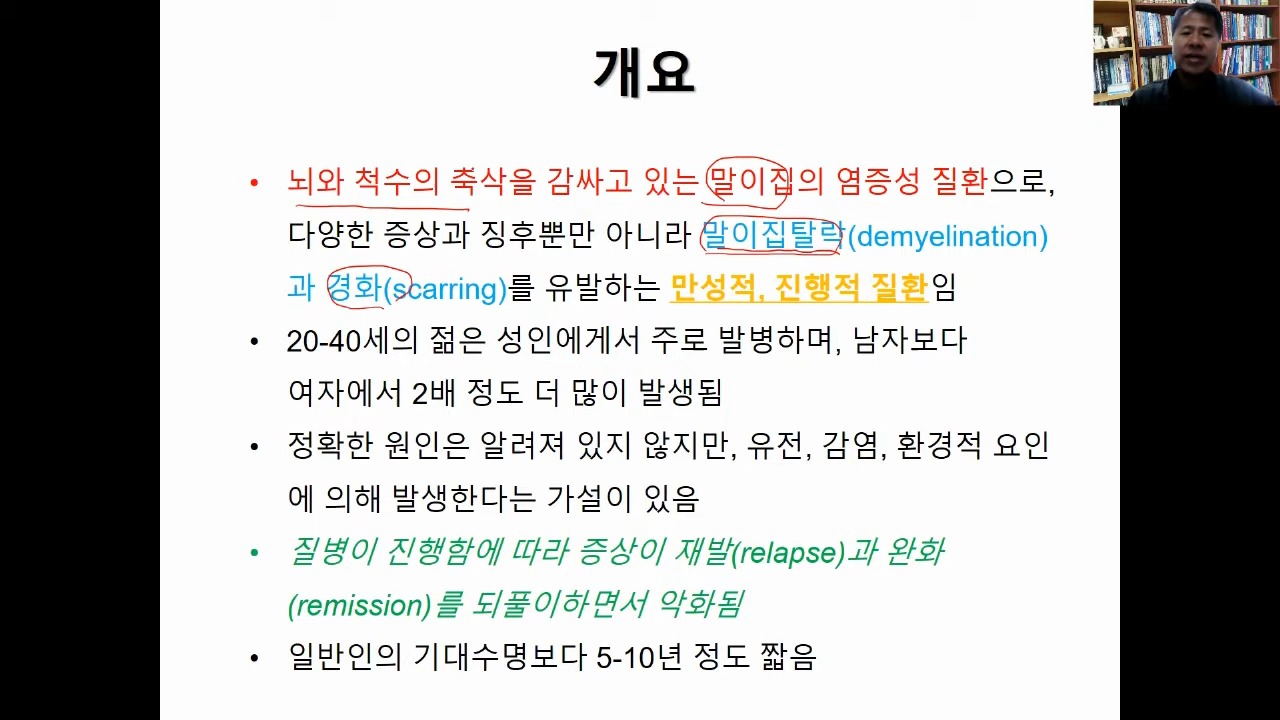 개요
• 뇌와 척수의 축삭을 감싸고 있는 말이집의 염증성 질환으로,
다양한 증상과 징후뿐만 아니라 말이집탈락(demyelination)
과 경화(scarring)를 유발하는 만성적, 진행적 질환임
• 20-40세의 젊은 성인에게서 주로 발병하며, 남자보다
여자에서 2배 정도 더 많이 발생됨
• 정확한 원인은 알려져 있지 않지만, 유전, 감염, 환경적 요인
에 의해 발생한다는 가설이 있음
• 질병이 진행함에 따라 증상이 재발(relapse)과 완화
(remission)를 되풀이하면서 악화됨
• 일반인의 기대수명보다 5-10년 정도 짧음